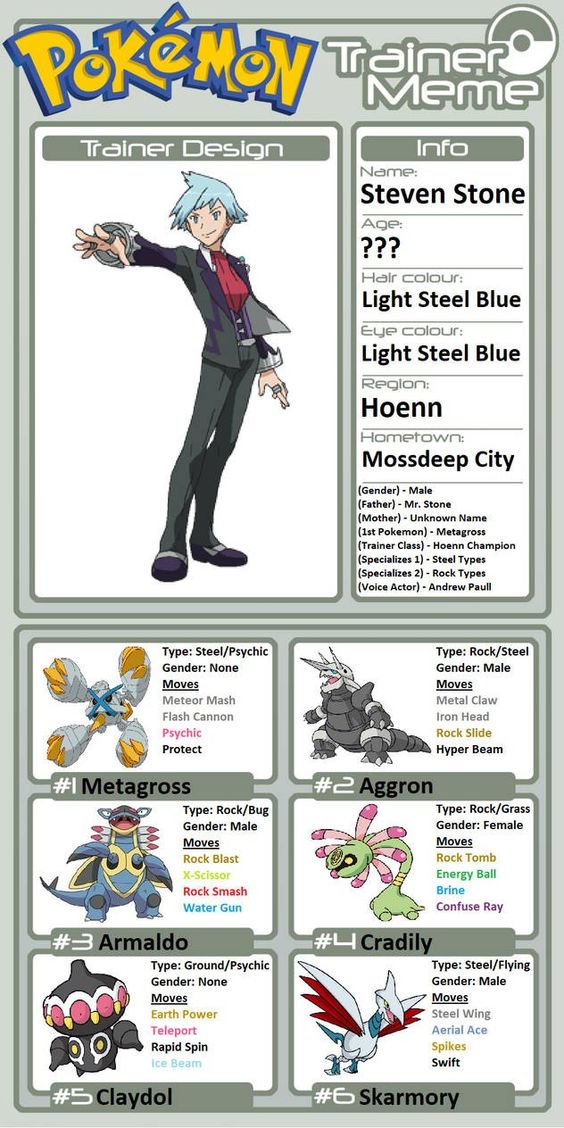 POKéMON
Trainer
Meme
Trainer Design
Info
Name:
Steven Stone
Age:
???
Hair colour:
Light Steel Blue
Eye colour:
Light Steel Blue
Region:
Hoenn
Hometown:
Mossdeep City
(Gender) - Male
(Father) - Mr. Stone
(Mother) - Unknown Name
(1st Pokemon) - Metagross
(Trainer Class) - Hoenn Champion
(Specializes 1) - Steel Types
(Specializes 2) - Rock Types
(Voice Actor) - Andrew Paull
Type: Steel/Psychic
Gender: None
Moves
Meteor Mash
Flash Cannon
Psychic
Protect
#1 Metagross
Type: Rock/Steel
Gender: Male
Moves
Metal Claw
Iron Head
Rock Slide
Hyper Beam
#2 Aggron
Type: Rock/Bug
Gender: Male
Moves
Rock Blast
X-Scissor
Rock Smash
Water Gun
#3 Armaldo
Type: Rock/Grass
Gender: Female
Moves
Rock Tomb
Energy Ball
Brine
Confuse Ray
#4 Cradily
Type: Ground/Psychic
Gender: None
Moves
Earth Power
Teleport
Rapid Spin
Ice Beam
#5 Claydol
Type: Steel/Flying
Gender: Male
Moves
Steel Wing
Aerial Ace
Spikes
Swift
#6 Skarmory